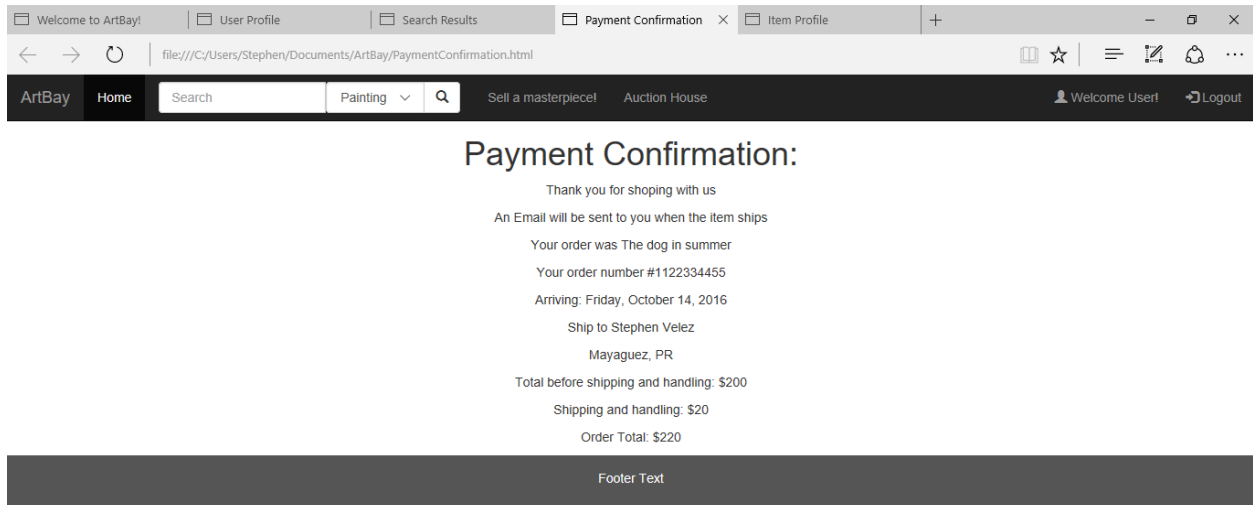 Welcome to ArtBay! User Profile Search Results Payment Confirmation Item Profile
file:///C:/Users/Stephen/Documents/ArtBay/PaymentConfirmation.html
ArtBay Home Search Painting Sell a masterpiece! Auction House Welcome User! Logout
Payment Confirmation:
Thank you for shoping with us
An Email will be sent to you when the item ships
Your order was The dog in summer
Your order number #1122334455
Arriving: Friday, October 14, 2016
Ship to Stephen Velez
Mayaguez, PR
Total before shipping and handling: $200
Shipping and handling: $20
Order Total: $220
Footer Text